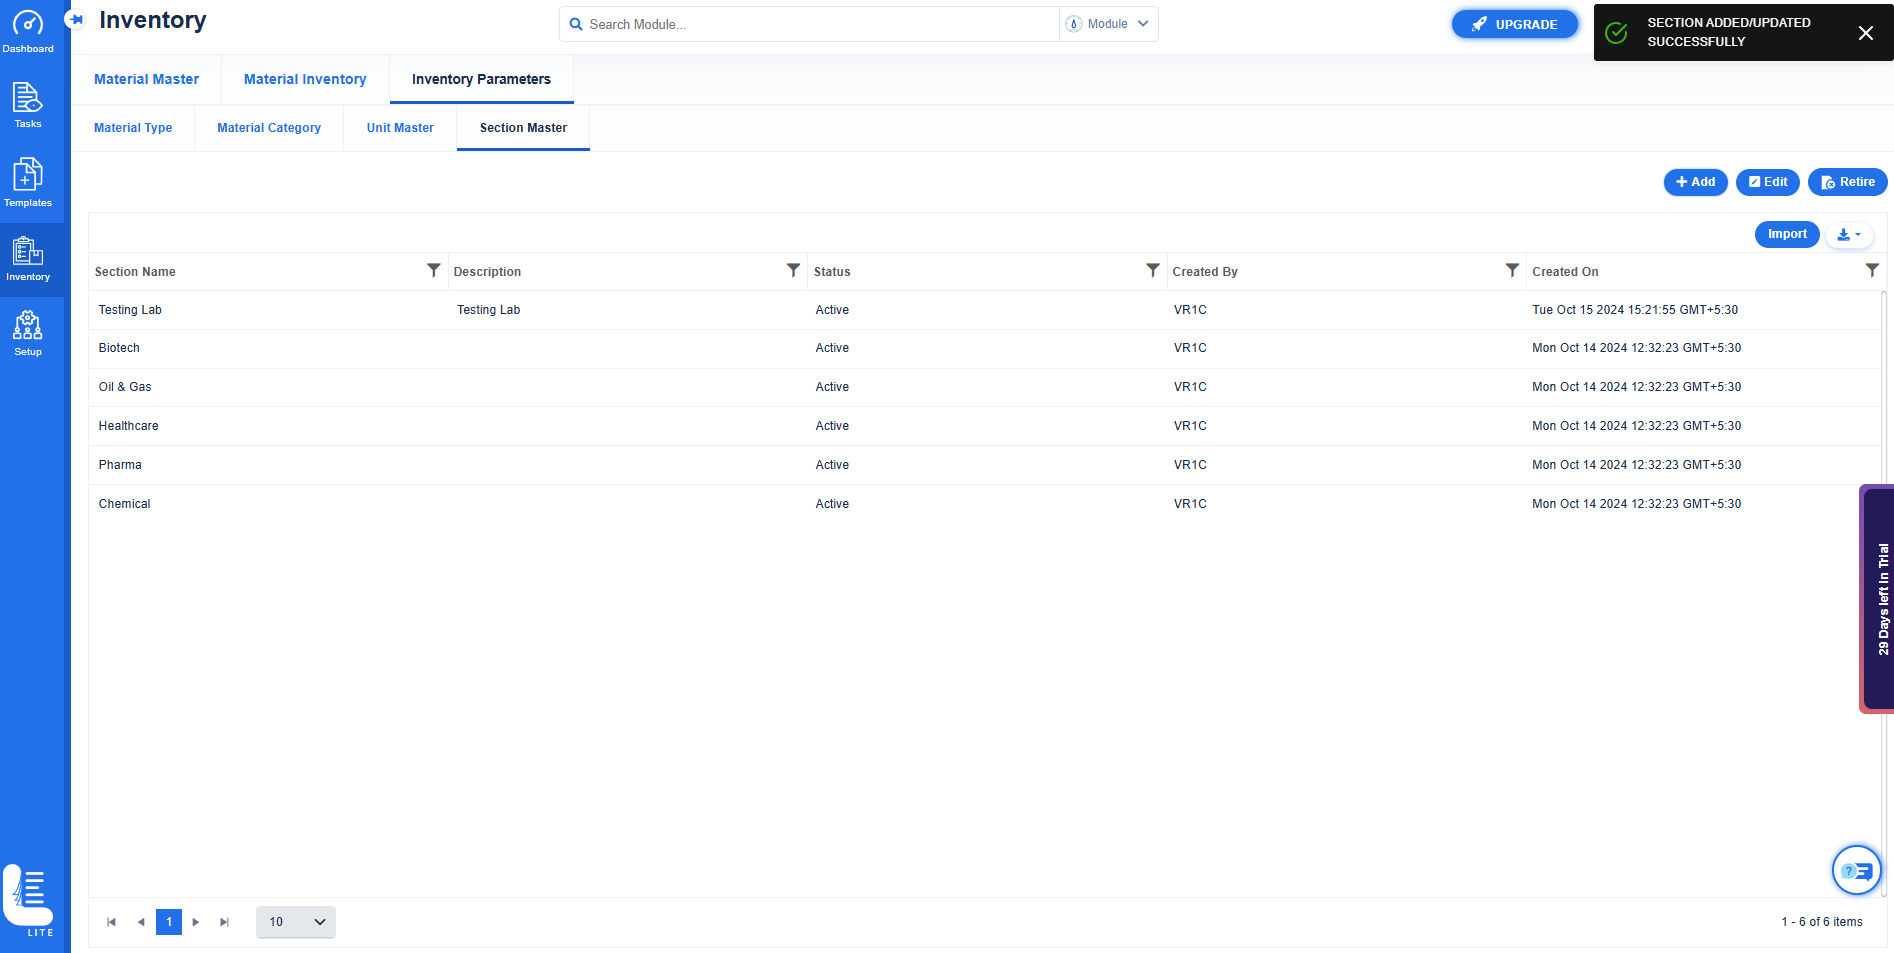 Inventory
Search Module...
Module
UPGRADE
SECTION ADDED/UPDATED
SUCCESSFULLY
Dashboard
Tasks
Templates
Inventory
Setup
LITE
Material Master
Material Inventory
Inventory Parameters
Material Type
Material Category
Unit Master
Section Master
Add
Edit
Retire
Import
Section Name Description Status Created By Created On
Testing Lab Testing Lab Active VR1C Tue Oct 15 2024 15:21:55 GMT+5:30
Biotech Active VR1C Mon Oct 14 2024 12:32:23 GMT+5:30
Oil & Gas Active VR1C Mon Oct 14 2024 12:32:23 GMT+5:30
Healthcare Active VR1C Mon Oct 14 2024 12:32:23 GMT+5:30
Pharma Active VR1C Mon Oct 14 2024 12:32:23 GMT+5:30
Chemical Active VR1C Mon Oct 14 2024 12:32:23 GMT+5:30
29 Days left in Trial
?
1
10
1 - 6 of 6 items